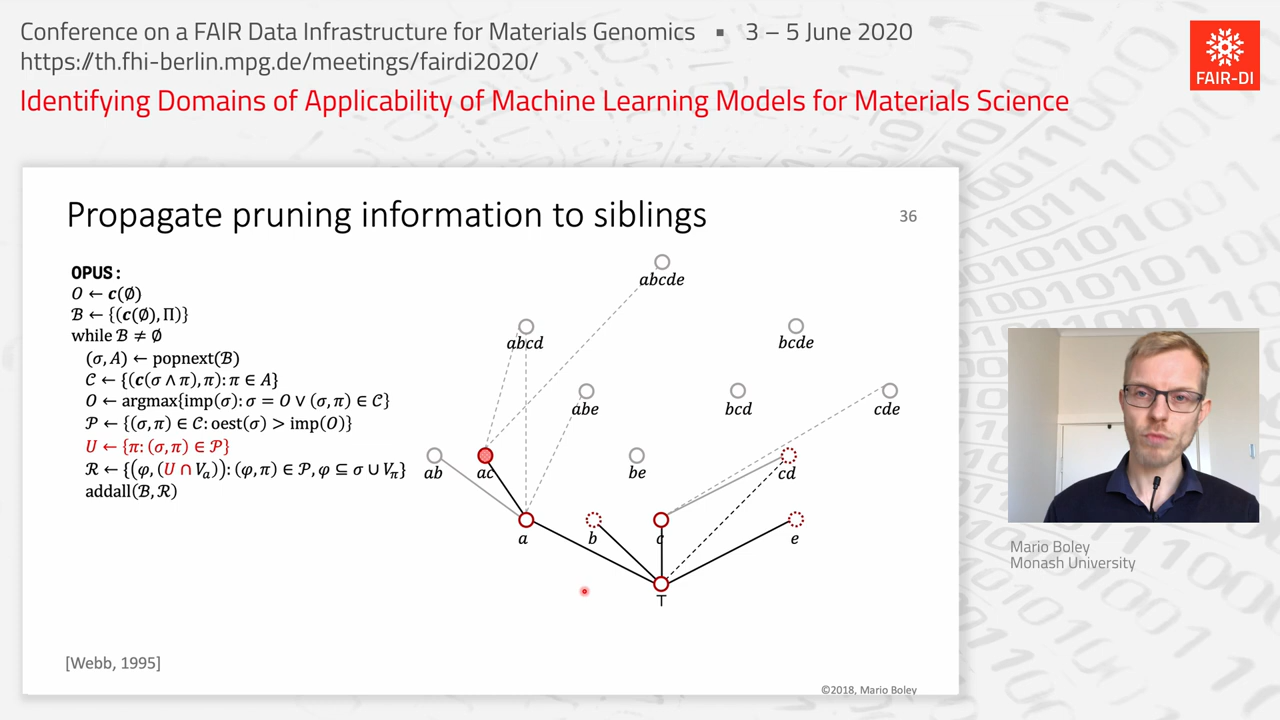 Conference on a FAIR Data Infrastructure for Materials Genomics ▪ 3 – 5 June 2020
https://th.fhi-berlin.mpg.de/meetings/fairdi2020/
Identifying Domains of Applicability of Machine Learning Models for Materials Science
FAIR-DI
Propagate pruning information to siblings
36
OPUS:
O ← c(∅)
ℬ ← {(c(∅), Π)}
while ℬ ≠ ∅
(σ, A) ← popnext(ℬ)
𝒞 ← {(c(σ ∧ π), π): π ∈ A}
O ← argmax{imp(σ): σ = O ∨ (σ, π) ∈ 𝒞}
𝒫 ← {(σ, π) ∈ 𝒞: oest(σ) > imp(O)}
U ← {π: (σ, π) ∈ 𝒫}
ℛ ← {(φ, (U ∩ Vₐ)): (φ, π) ∈ 𝒫, φ ⊆ σ ∪ V_π}
addall(ℬ, ℛ)
abcde
abcd
bcde
abe
bcd
cde
ab
ac
be
cd
a
b
c
e
⊤
[Webb, 1995]
©2018, Mario Boley
Mario Boley
Monash University